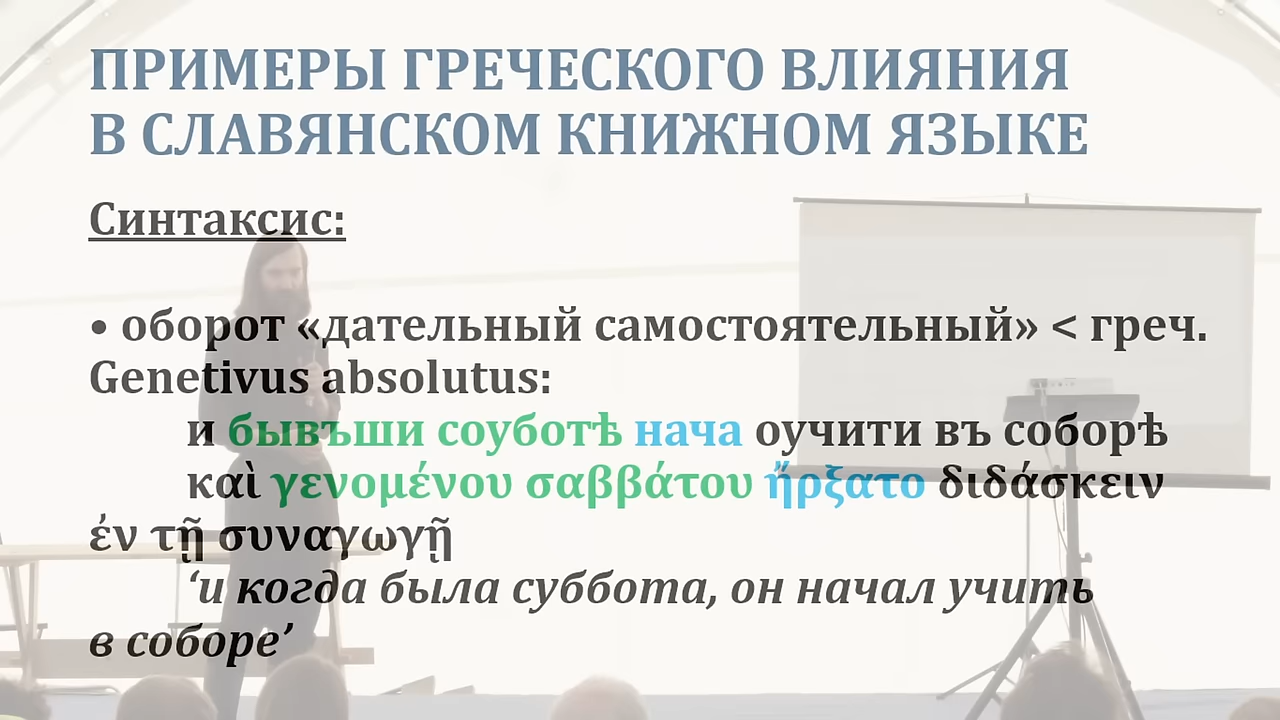 ПРИМЕРЫ ГРЕЧЕСКОГО ВЛИЯНИЯ
В СЛАВЯНСКОМ КНИЖНОМ ЯЗЫКЕ
Синтаксис:
• оборот «дательный самостоятельный» < греч.
Genetivus absolutus:
и бывъши соуботѣ нача оучити въ соборѣ
καὶ γενομένου σαββάτου ἤρξατο διδάσκειν
ἐν τῇ συναγωγῇ
‘и когда была суббота, он начал учить
в соборе’